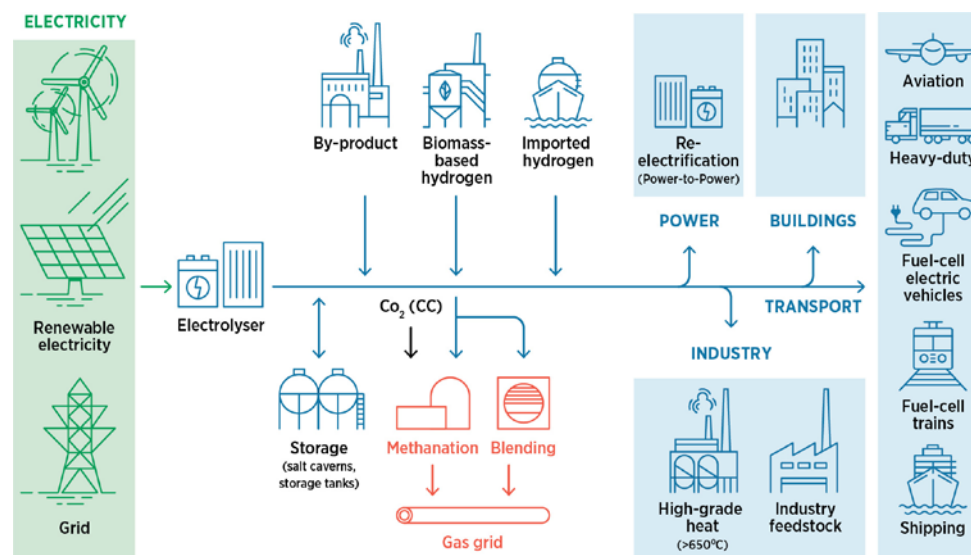 ELECTRICITY
Renewable
electricity
Grid
Electrolyser
By-product
Biomass-
based
hydrogen
Imported
hydrogen
Co₂ (CC)
Storage
(salt caverns,
storage tanks)
Methanation
Blending
Gas grid
Re-
electrification
(Power-to-Power)
POWER
BUILDINGS
TRANSPORT
INDUSTRY
High-grade
heat
(>650ºC)
Industry
feedstock
Aviation
Heavy-duty
Fuel-cell
electric
vehicles
Fuel-cell
trains
Shipping